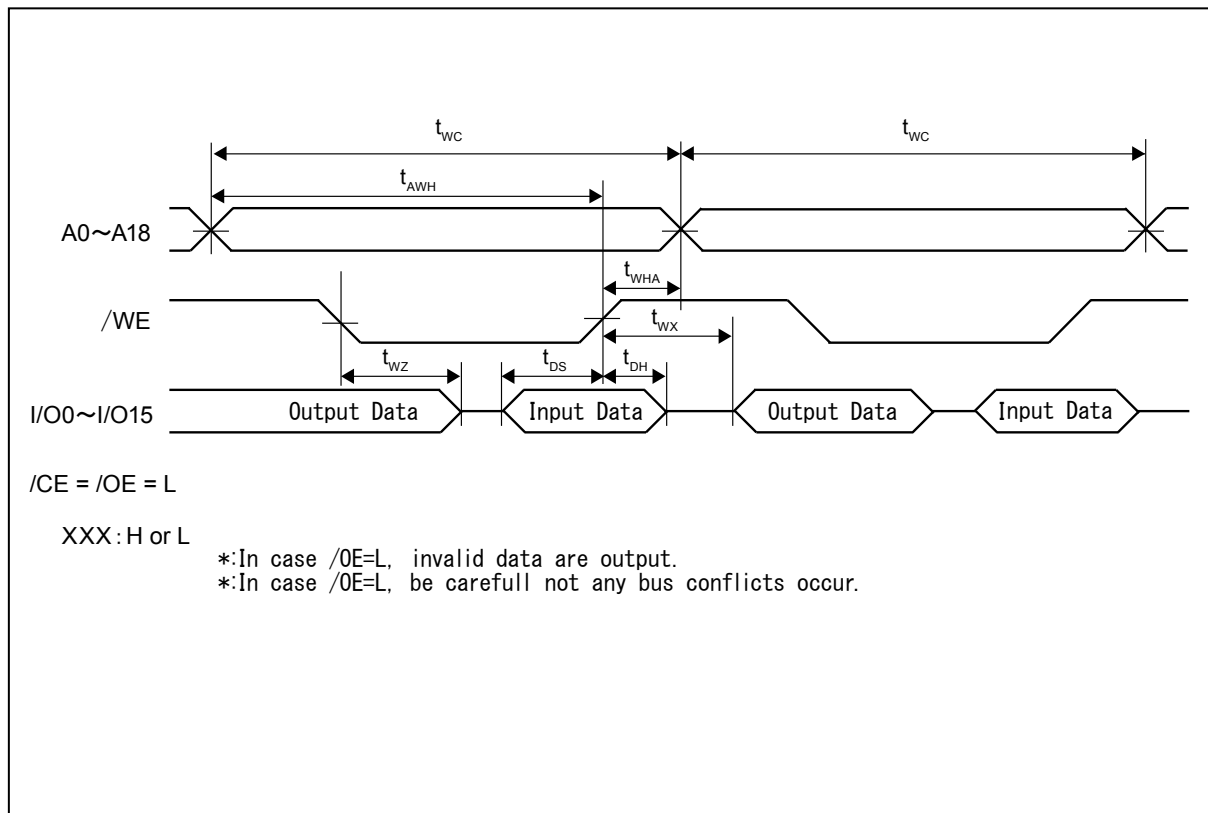 tWC tWC
tAWH
A0～A18
tWHA
/WE
tWX
tWZ tDS tDH
I/O0～I/O15 Output Data Input Data Output Data Input Data
/CE = /OE = L
XXX : H or L
*:In case /OE=L, invalid data are output.
*:In case /OE=L, be carefull not any bus conflicts occur.